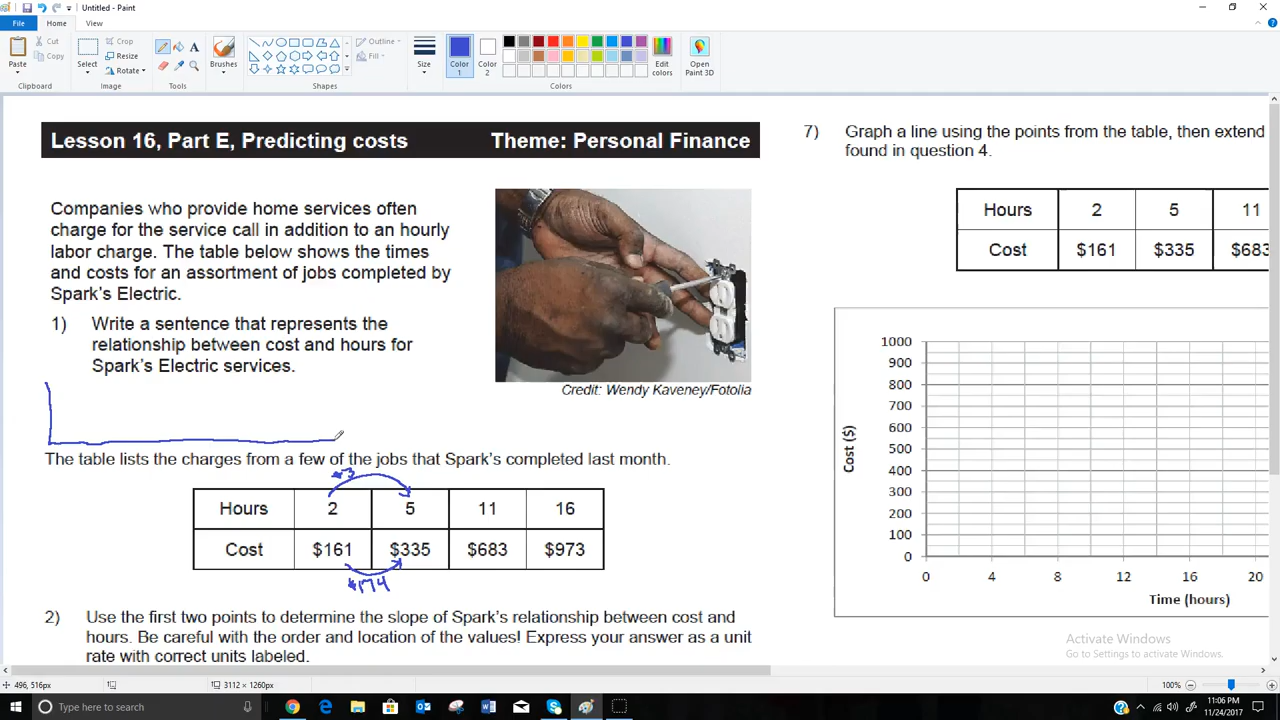 Untitled - Paint
File Home View
Paste
Cut
Copy
Clipboard
Select
Crop
Resize
Rotate
Image
Tools
Brushes
Shapes
Outline
Fill
Size
Color 1
Color 2
Edit colors
Colors
Open Paint 3D
Lesson 16, Part E, Predicting costs Theme: Personal Finance
Companies who provide home services often
charge for the service call in addition to an hourly
labor charge. The table below shows the times
and costs for an assortment of jobs completed by
Spark's Electric.
1) Write a sentence that represents the
relationship between cost and hours for
Spark's Electric services.
Credit: Wendy Kaveney/Fotolia
The table lists the charges from a few of the jobs that Spark's completed last month.
+3
Hours 2 5 11 16
Cost $161 $335 $683 $973
+174
2) Use the first two points to determine the slope of Spark's relationship between cost and
hours. Be careful with the order and location of the values! Express your answer as a unit
rate with correct units labeled.
7) Graph a line using the points from the table, then extend
found in question 4.
Hours 2 5 11
Cost $161 $335 $683
1000
900
800
700
600
500
400
300
200
100
0
Cost ($)
0 4 8 12 16 20
Time (hours)
Activate Windows
Go to Settings to activate Windows.
496, 516px
3112 × 1260px
100%
Type here to search
11:06 PM
11/24/2017